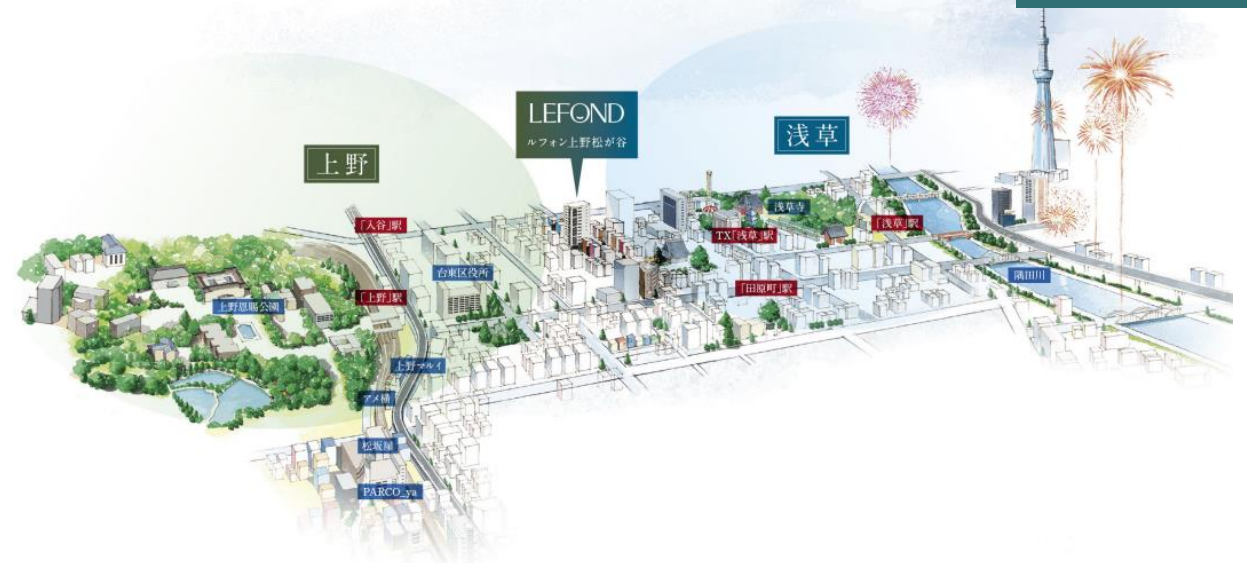 LEFOND
ルフォン上野松が谷
上野
浅草
「入谷」駅
浅草寺
TX「浅草」駅
「浅草」駅
台東区役所
隅田川
「上野」駅
「田原町」駅
上野恩賜公園
上野マルイ
アメ横
松坂屋
PARCO_ya